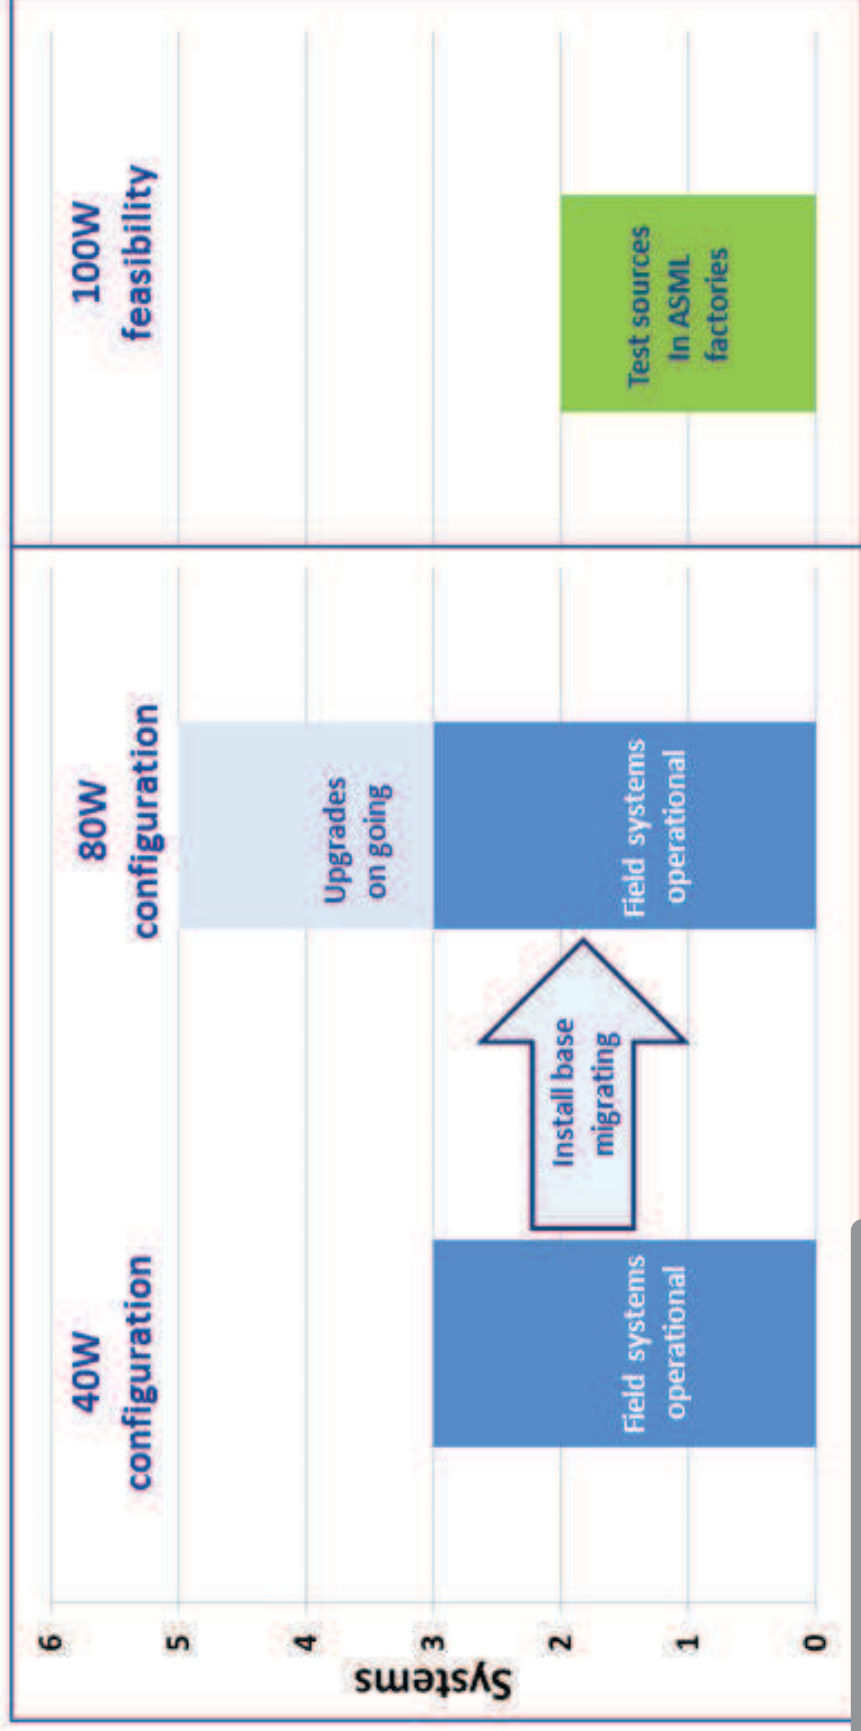 40W
configuration
80W
configuration
100W
feasibility
6
5
4
3
2
1
0
Systems
Field systems
operational
Install base
migrating
Upgrades
on going
Field systems
operational
Test sources
In ASML
factories